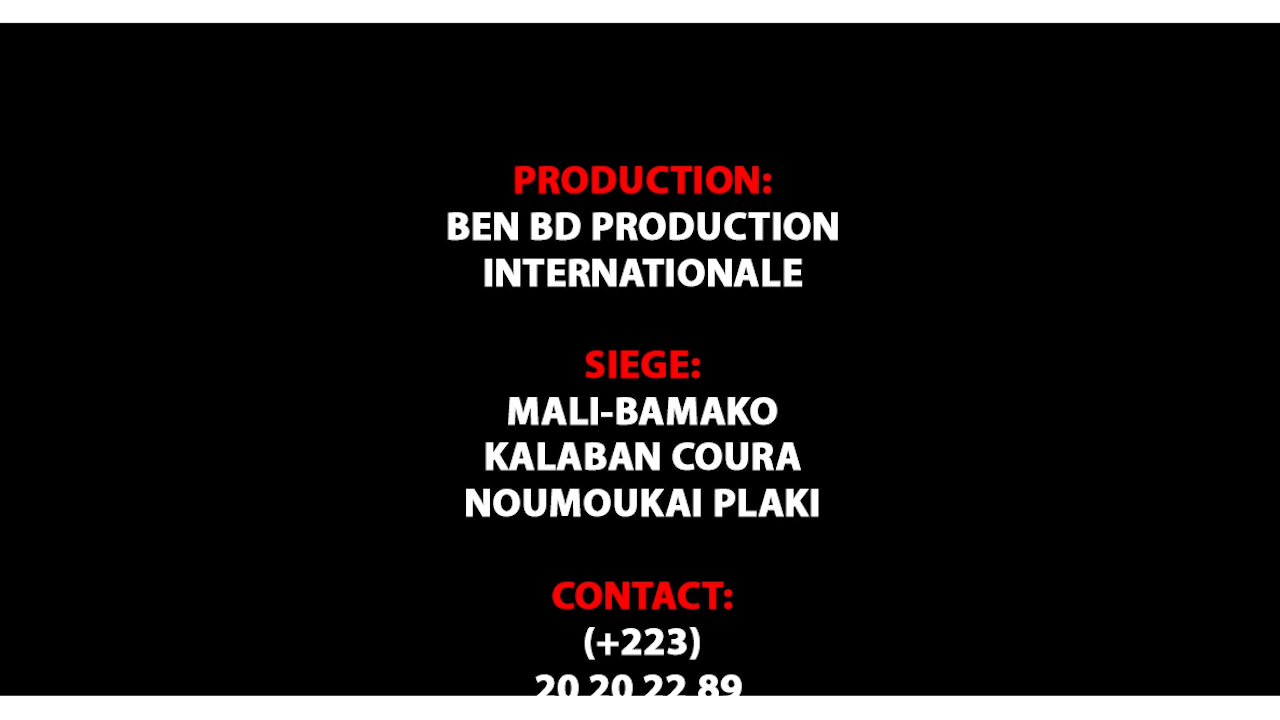 PRODUCTION:
BEN BD PRODUCTION
INTERNATIONALE
SIEGE:
MALI-BAMAKO
KALABAN COURA
NOUMOUKAI PLAKI
CONTACT:
(+223)
20 20 22 89